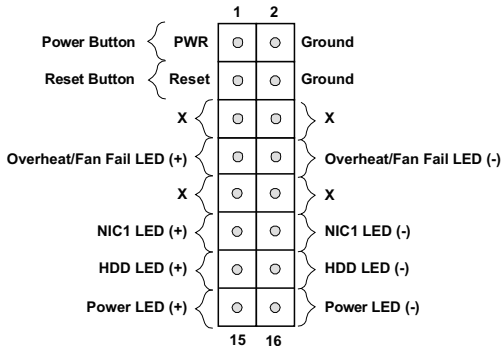 1 2
Power Button PWR Ground
Reset Button Reset Ground
X X
Overheat/Fan Fail LED (+) Overheat/Fan Fail LED (-)
X X
NIC1 LED (+) NIC1 LED (-)
HDD LED (+) HDD LED (-)
Power LED (+) Power LED (-)
15 16